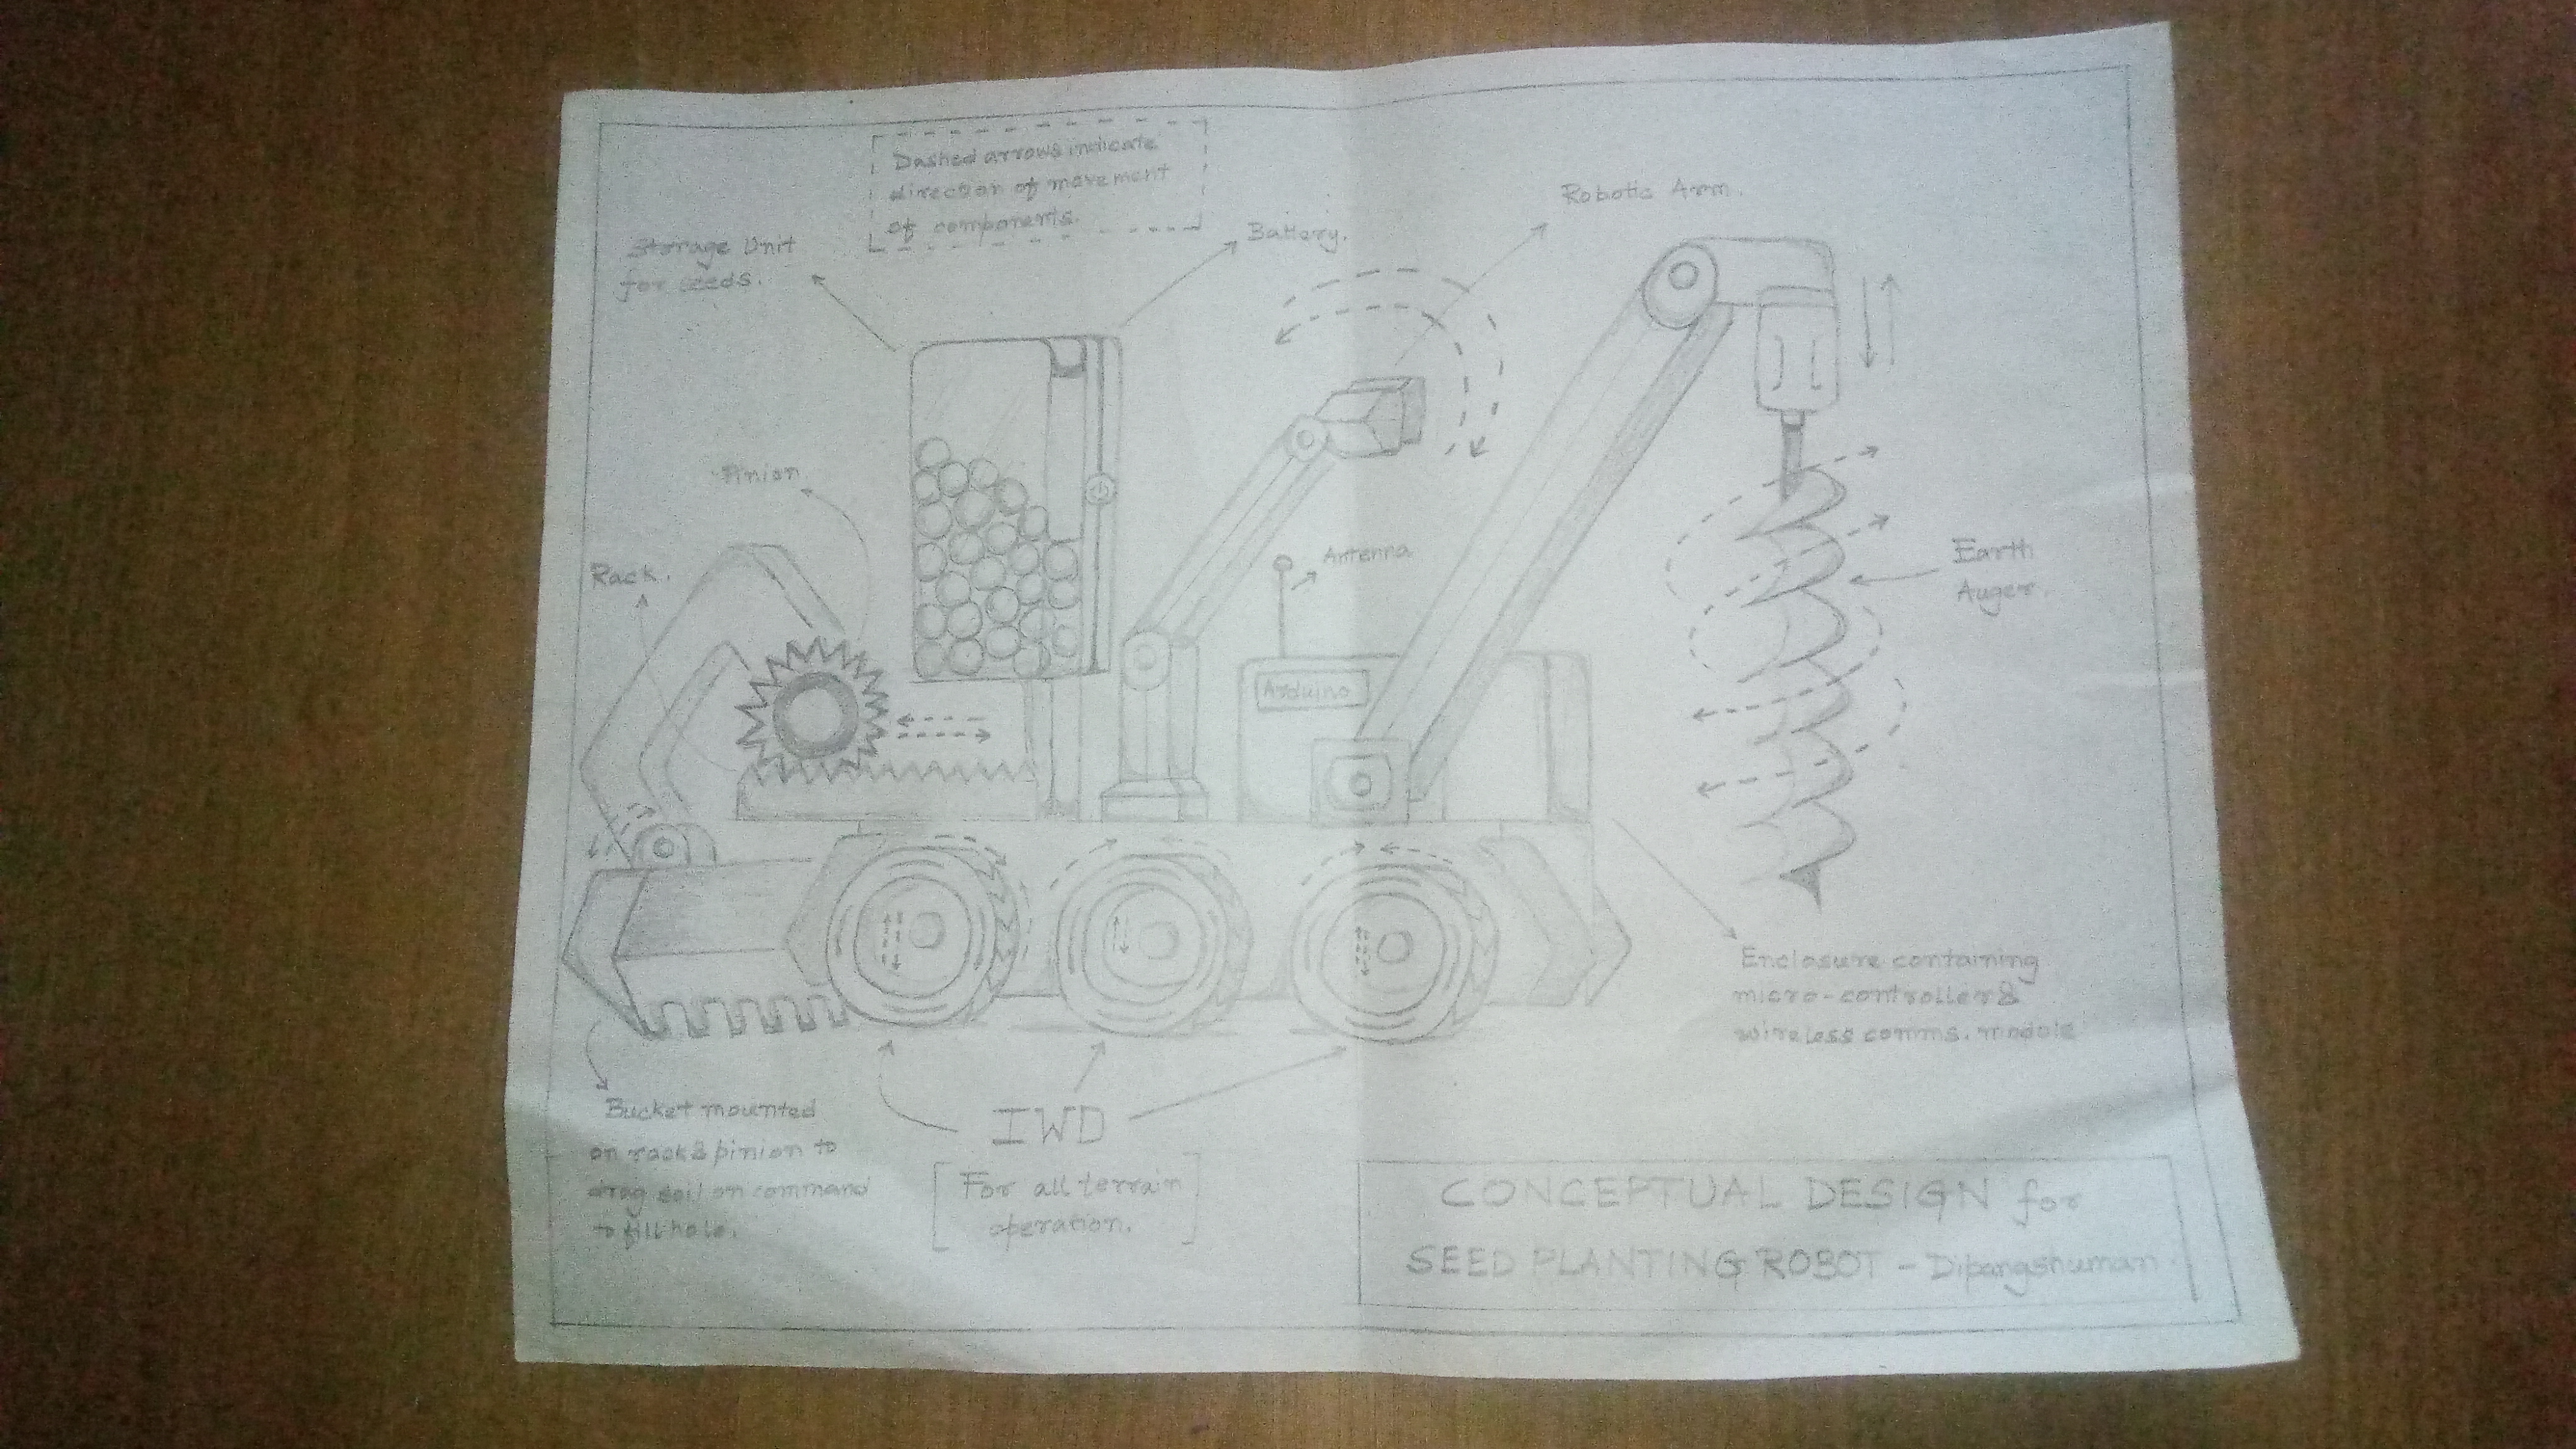 Dashed arrows indicate
direction of movement
of components.
Robotic Arm.
Storage Unit
for seeds.
Battery.
Pinion
Rack.
Antenna
Earth
Auger.
Arduino
Enclosure containing
micro-controller &
wireless comms. module
Bucket mounted
on rack & pinion to
drag soil on command
to fill hole.
IWD
[For all terrain
operation.]
CONCEPTUAL DESIGN for
SEED PLANTING ROBOT - Dipangshuman